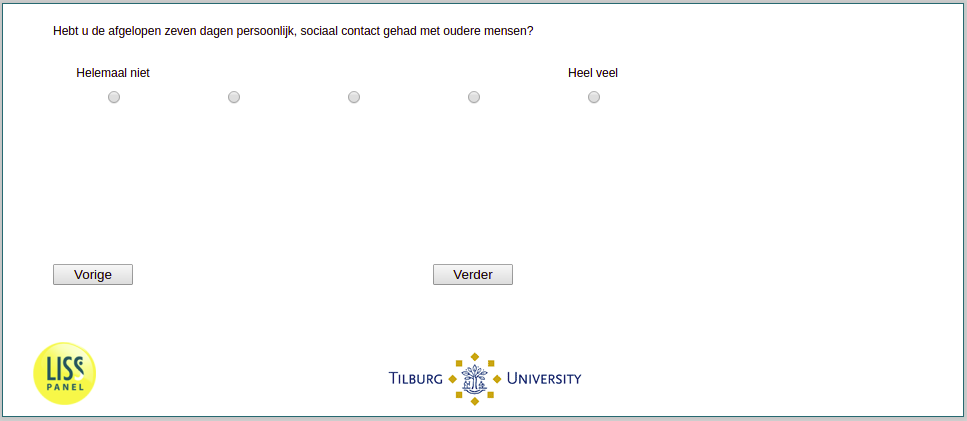 Hebt u de afgelopen zeven dagen persoonlijk, sociaal contact gehad met oudere mensen?
Helemaal niet Heel veel
Vorige Verder
LISS
PANEL
TILBURG UNIVERSITY